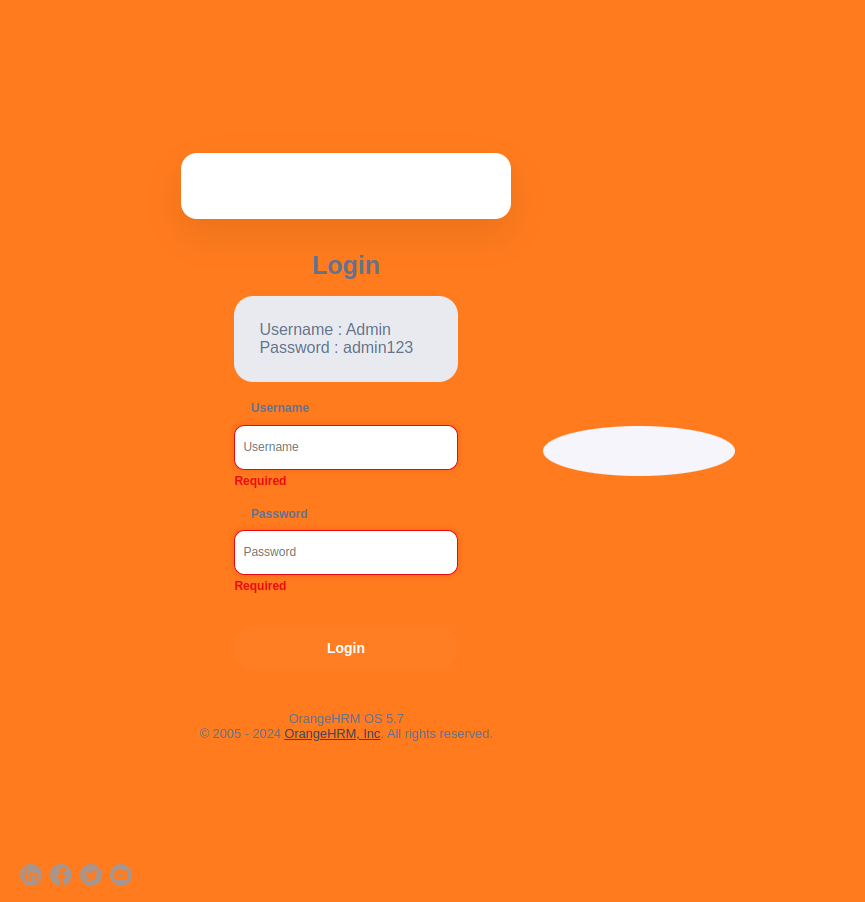 Login
Username : Admin
Password : admin123
Username
Username
Required
Password
Password
Required
Login
OrangeHRM OS 5.7
© 2005 - 2024 OrangeHRM, Inc. All rights reserved.